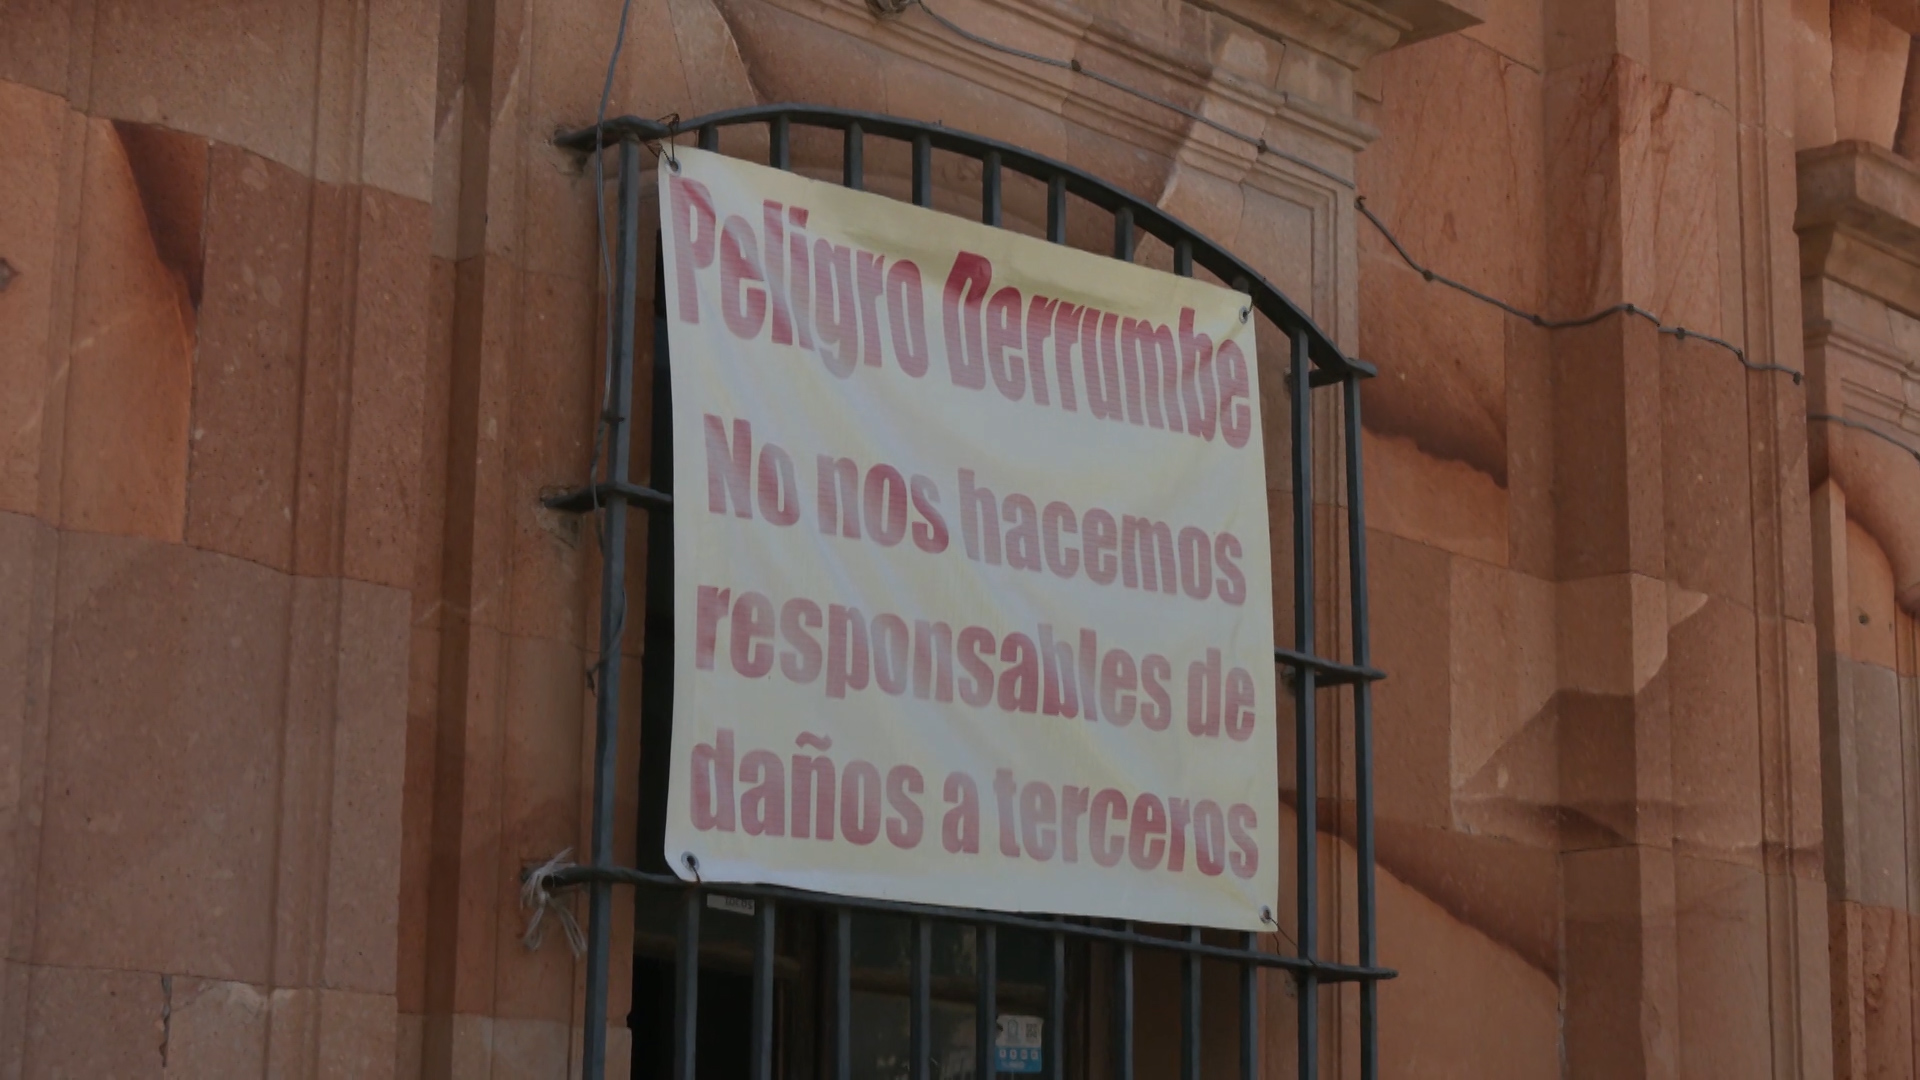 Peligro Derrumbe
No nos hacemos
responsables de
daños a terceros